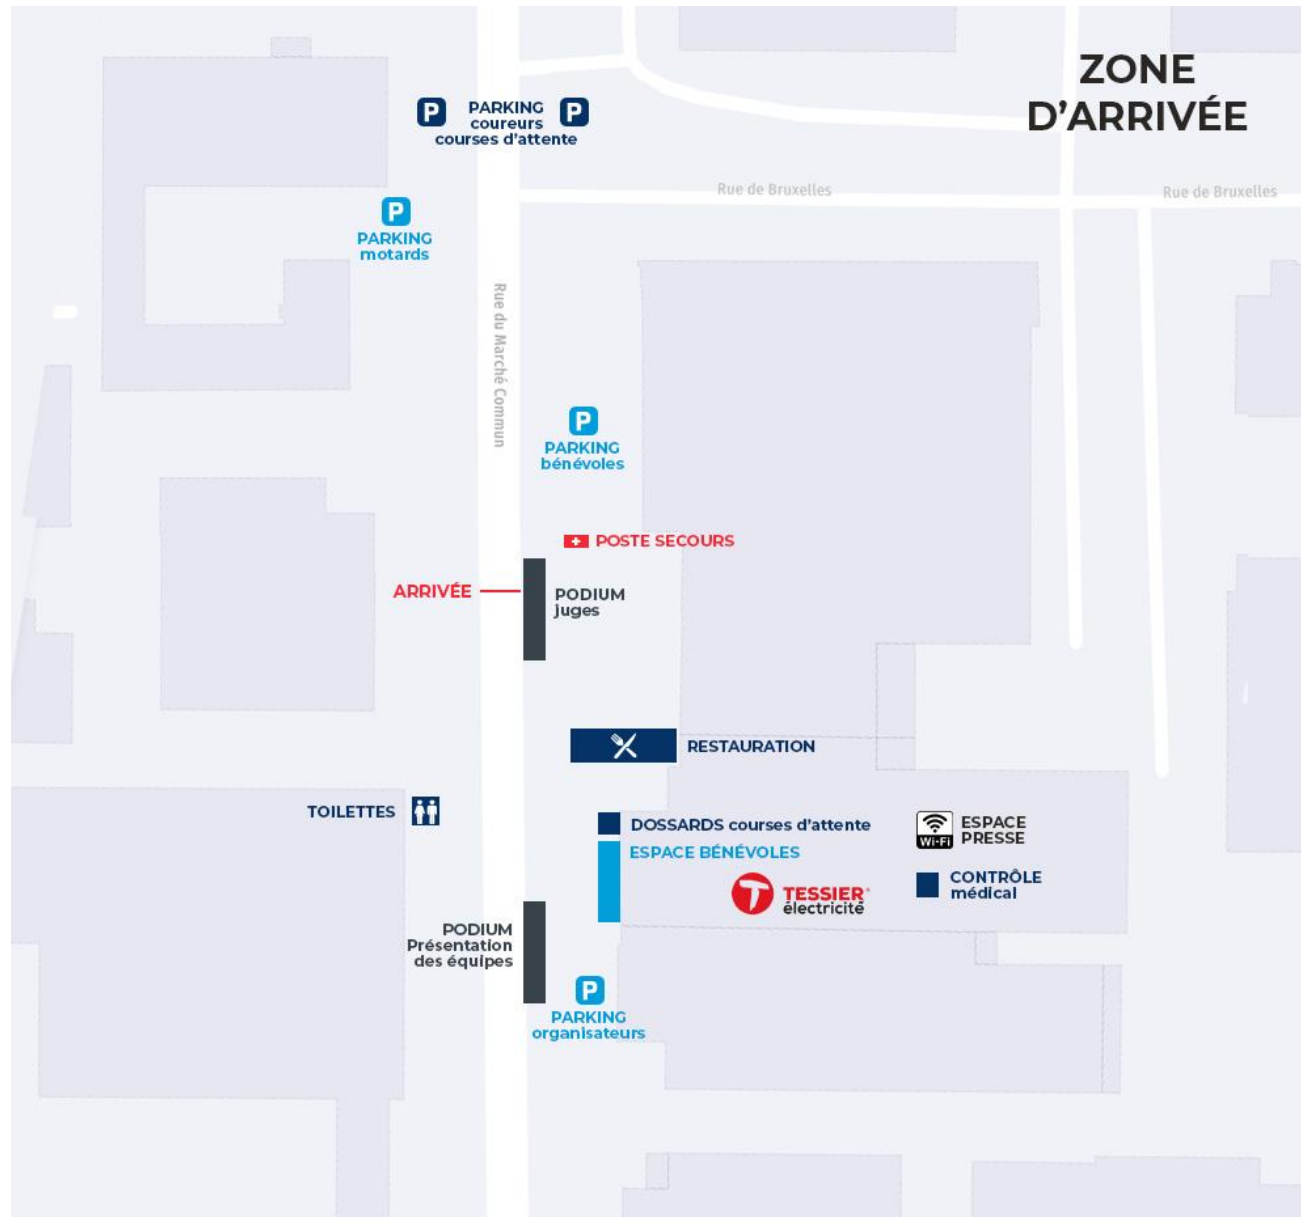 ZONE
D'ARRIVÉE
P
PARKING
P
coureurs
courses d'attente
Rue de Bruxelles
Rue de Bruxelles
P
PARKING
motards
Rue du Marché Commun
P
PARKING
bénévoles
POSTE SECOURS
ARRIVÉE
PODIUM
juges
RESTAURATION
TOILETTES
DOSSARDS courses d'attente
ESPACE BÉNÉVOLES
Wi-Fi
ESPACE
PRESSE
CONTRÔLE
médical
T
TESSIER®
électricité
PODIUM
Présentation
des équipes
P
PARKING
organisateurs